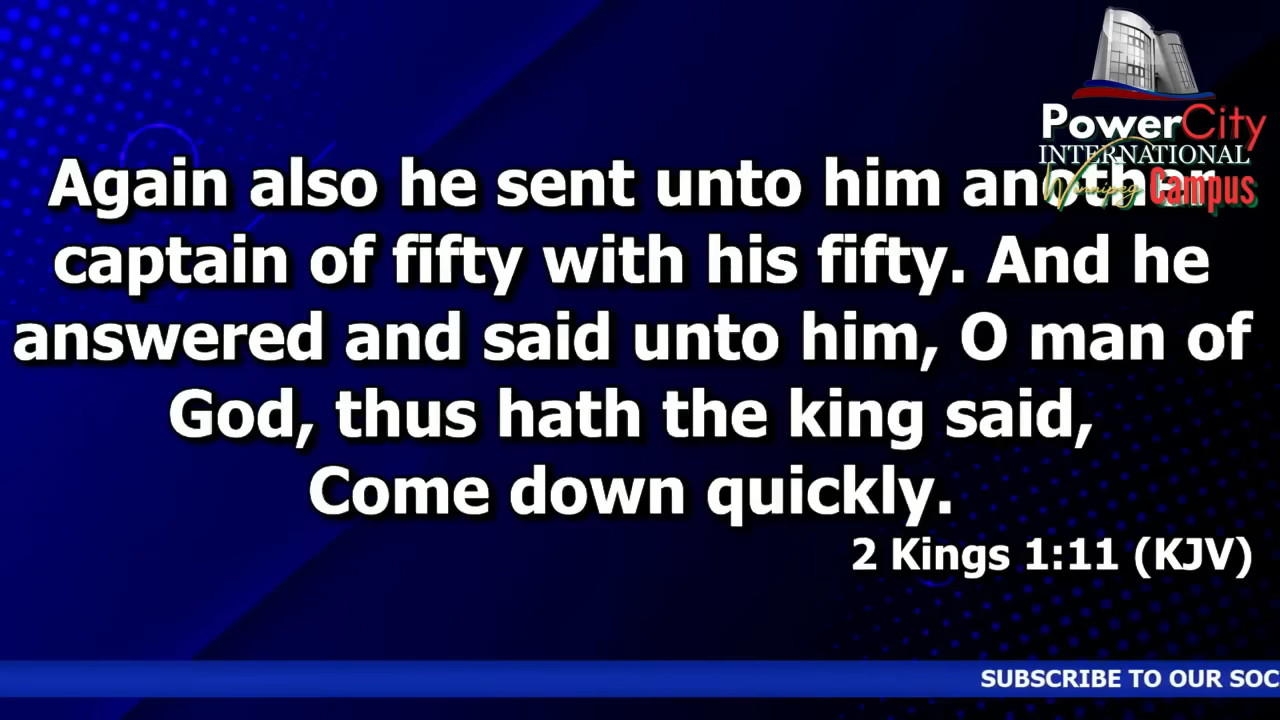 PowerCity
INTERNATIONAL
Winnipeg Campus
Again also he sent unto him
captain of fifty with his fifty. And he
answered and said unto him, O man of
God, thus hath the king said,
Come down quickly.
2 Kings 1:11 (KJV)
SUBSCRIBE TO OUR SOC